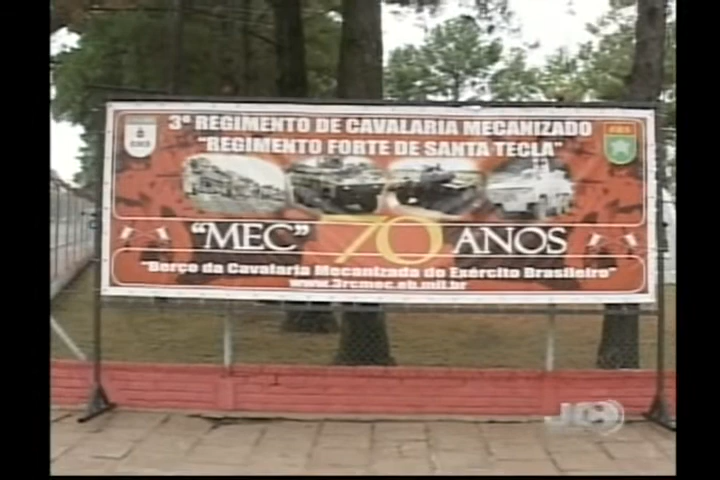 3º REGIMENTO DE CAVALARIA MECANIZADO
"REGIMENTO FORTE DE SANTA TECLA"
"MEC" 70 ANOS
"Berço da Cavalaria Mecanizada do Exército Brasileiro"
www.3rcmec.eb.mil.br